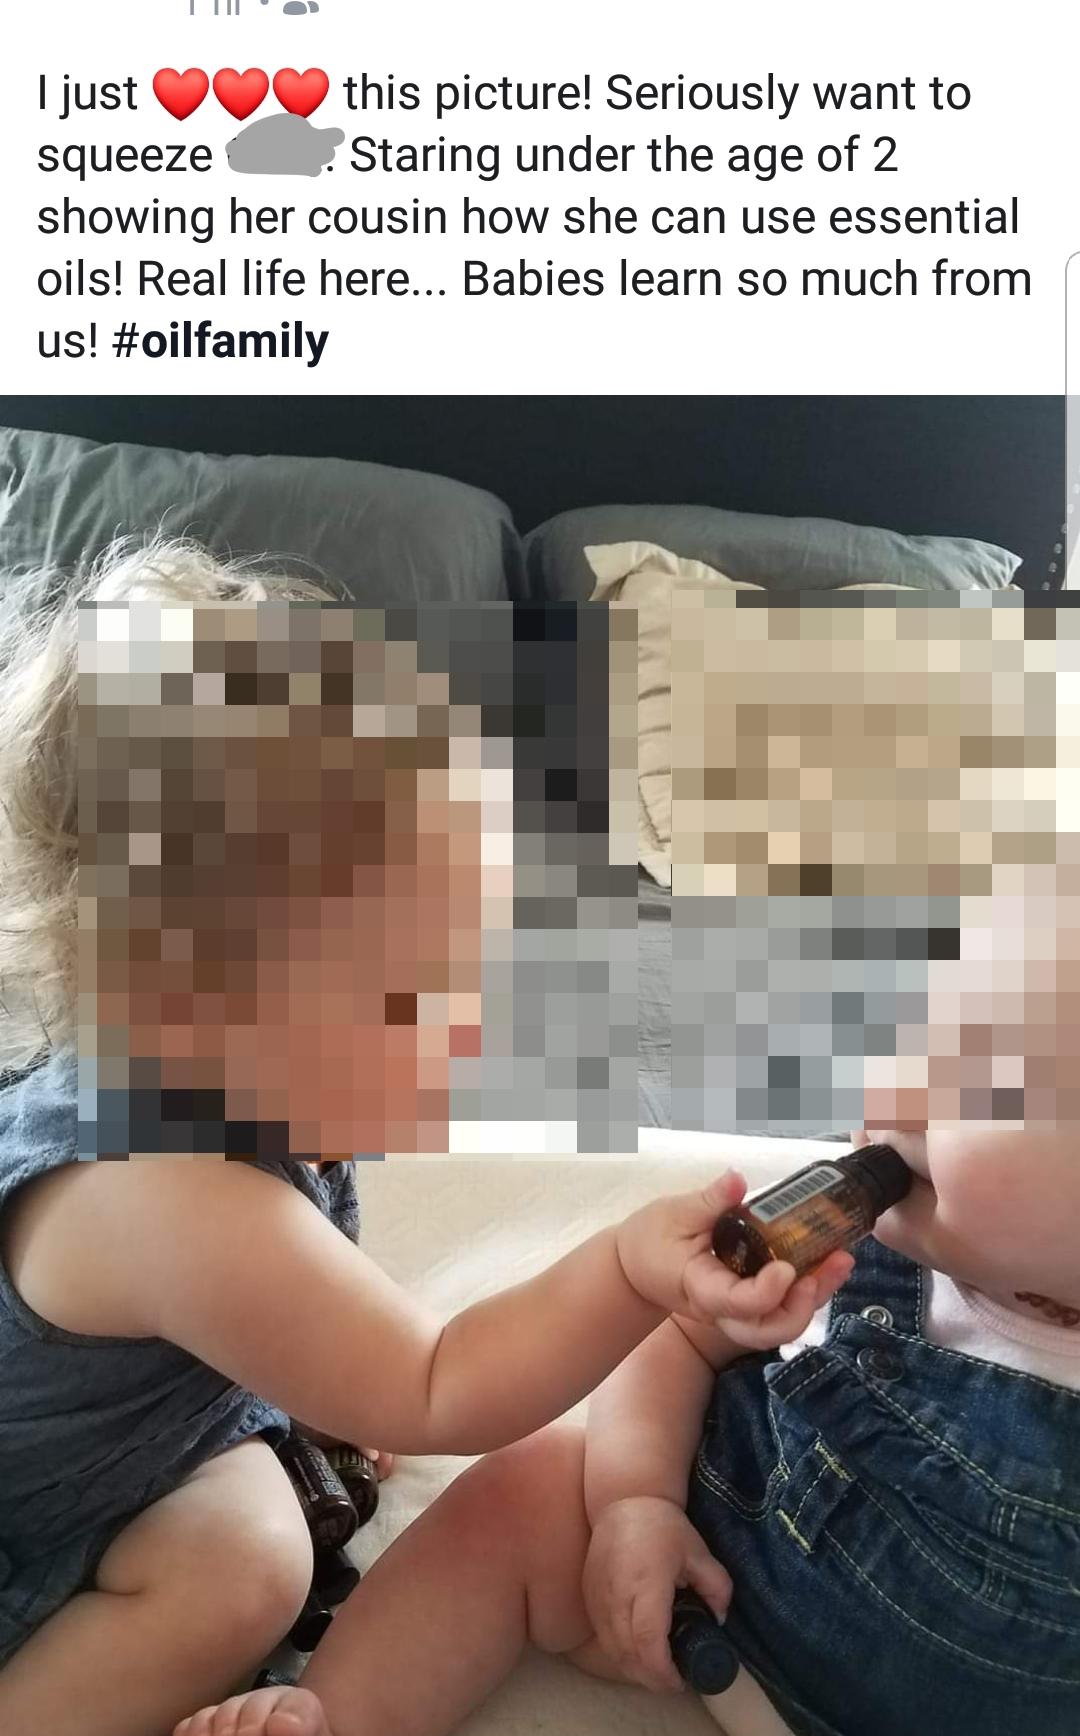 I just ❤️❤️❤️ this picture! Seriously want to
squeeze . Staring under the age of 2
showing her cousin how she can use essential
oils! Real life here... Babies learn so much from
us! #oilfamily